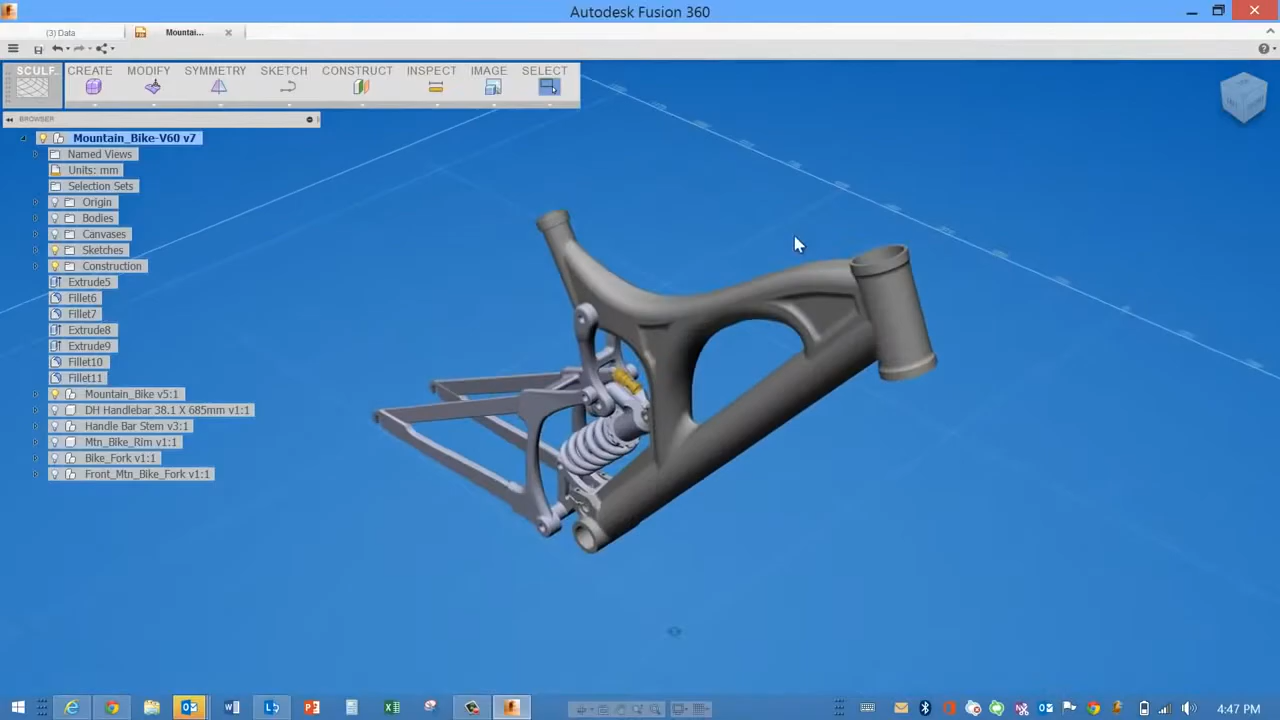 Autodesk Fusion 360
(3) Data
Mountai...
SCULF
CREATE
MODIFY
SYMMETRY
SKETCH
CONSTRUCT
INSPECT
IMAGE
SELECT
BROWSER
Mountain_Bike-V60 v7
Named Views
Units: mm
Selection Sets
Origin
Bodies
Canvases
Sketches
Construction
Extrude5
Fillet6
Fillet7
Extrude8
Extrude9
Fillet10
Fillet11
Mountain_Bike v5:1
DH Handlebar 38.1 X 685mm v1:1
Handle Bar Stem v3:1
Mtn_Bike_Rim v1:1
Bike_Fork v1:1
Front_Mtn_Bike_Fork v1:1
4:47 PM